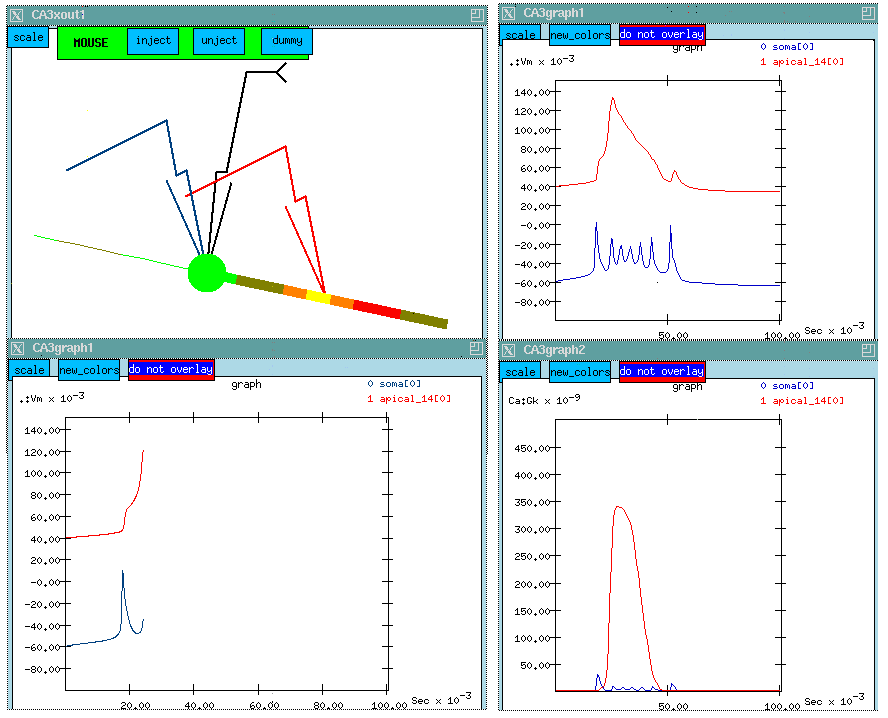 CA3xout1
scale
MOUSE
inject
unject
dummy
CA3graph1
scale
new_colors
do not overlay
graph
0 soma[0]
1 apical_14[0]
.‡Vm × 10⁻³
140.00
120.00
100.00
80.00
60.00
40.00
20.00
-0.00
-20.00
-40.00
-60.00
-80.00
50.00
100.00
Sec × 10⁻³
CA3graph1
scale
new_colors
do not overlay
graph
0 soma[0]
1 apical_14[0]
.‡Vm × 10⁻³
140.00
120.00
100.00
80.00
60.00
40.00
20.00
-0.00
-20.00
-40.00
-60.00
-80.00
20.00
40.00
60.00
80.00
100.00
Sec × 10⁻³
CA3graph2
scale
new_colors
do not overlay
graph
0 soma[0]
1 apical_14[0]
Ca‡Gk × 10⁻⁹
450.00
400.00
350.00
300.00
250.00
200.00
150.00
100.00
50.00
50.00
100.00
Sec × 10⁻³